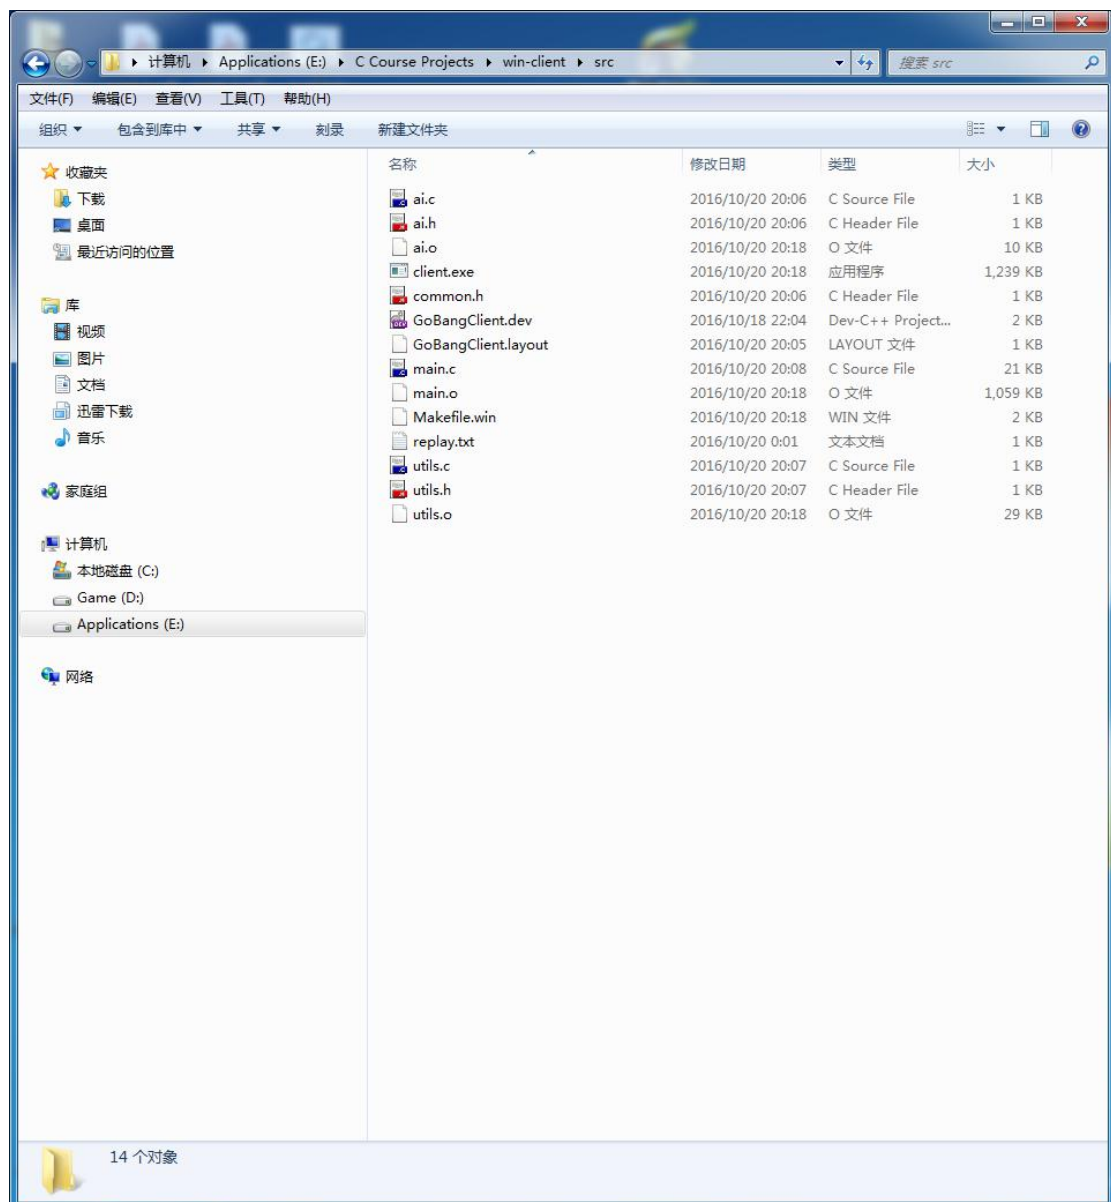 计算机 Applications (E:) C Course Projects win-client src 搜索 src
文件(F) 编辑(E) 查看(V) 工具(T) 帮助(H)
组织 包含到库中 共享 刻录 新建文件夹
收藏夹
下载
桌面
最近访问的位置
库
视频
图片
文档
迅雷下载
音乐
家庭组
计算机
本地磁盘 (C:)
Game (D:)
Applications (E:)
网络
名称 修改日期 类型 大小
ai.c 2016/10/20 20:06 C Source File 1 KB
ai.h 2016/10/20 20:06 C Header File 1 KB
ai.o 2016/10/20 20:18 O 文件 10 KB
client.exe 2016/10/20 20:18 应用程序 1,239 KB
common.h 2016/10/20 20:06 C Header File 1 KB
GoBangClient.dev 2016/10/18 22:04 Dev-C++ Project... 2 KB
GoBangClient.layout 2016/10/20 20:05 LAYOUT 文件 1 KB
main.c 2016/10/20 20:08 C Source File 21 KB
main.o 2016/10/20 20:18 O 文件 1,059 KB
Makefile.win 2016/10/20 20:18 WIN 文件 2 KB
replay.txt 2016/10/20 0:01 文本文档 1 KB
utils.c 2016/10/20 20:07 C Source File 1 KB
utils.h 2016/10/20 20:07 C Header File 1 KB
utils.o 2016/10/20 20:18 O 文件 29 KB
14 个对象